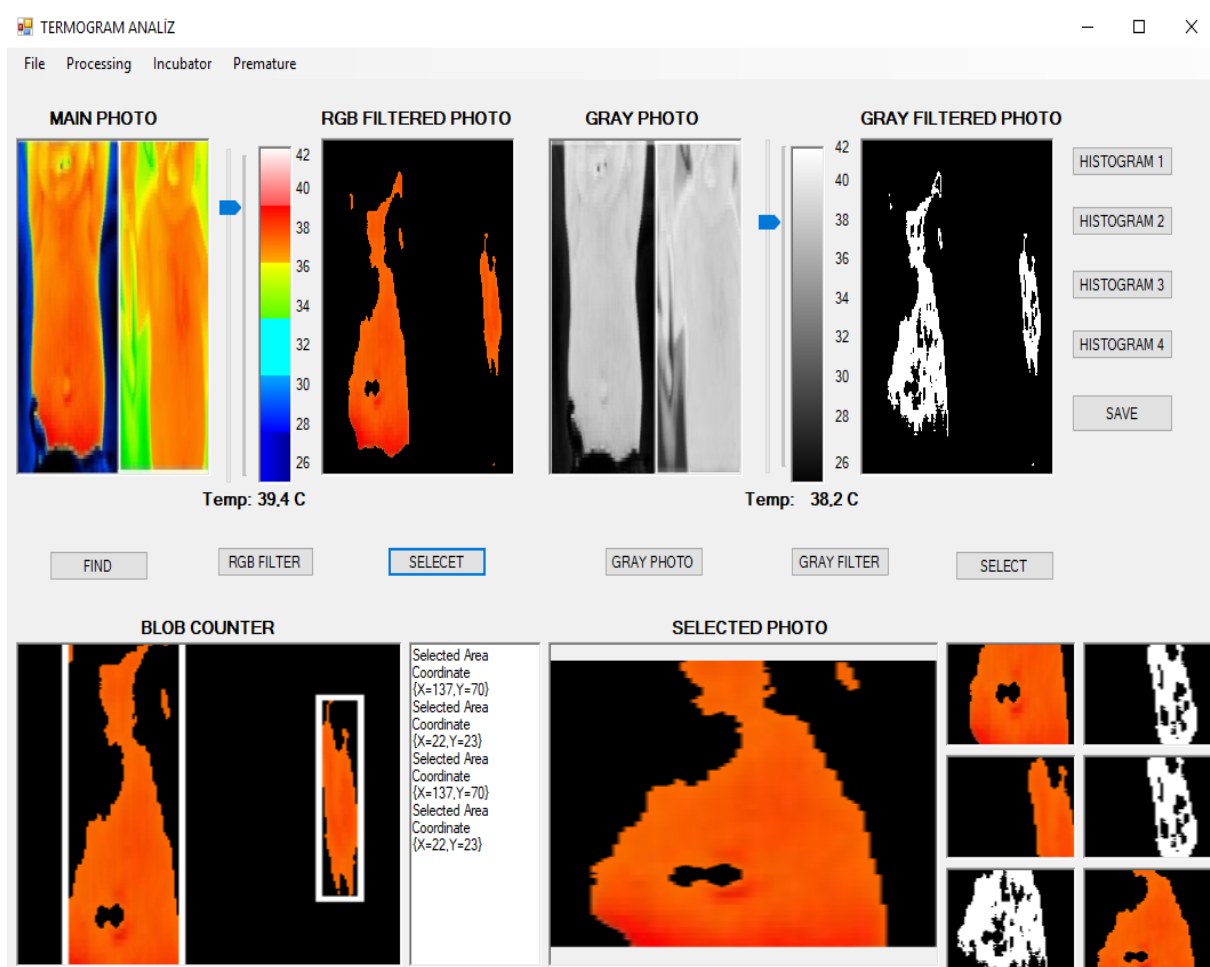 TERMOGRAM ANALİZ
File Processing Incubator Premature
MAIN PHOTO
RGB FILTERED PHOTO
GRAY PHOTO
GRAY FILTERED PHOTO
42
40
38
36
34
32
30
28
26
42
40
38
36
34
32
30
28
26
HISTOGRAM 1
HISTOGRAM 2
HISTOGRAM 3
HISTOGRAM 4
SAVE
Temp: 39,4 C
Temp: 38,2 C
FIND
RGB FILTER
SELECET
GRAY PHOTO
GRAY FILTER
SELECT
BLOB COUNTER
SELECTED PHOTO
Selected Area
Coordinate
{X=137,Y=70}
Selected Area
Coordinate
{X=22,Y=23}
Selected Area
Coordinate
{X=137,Y=70}
Selected Area
Coordinate
{X=22,Y=23}